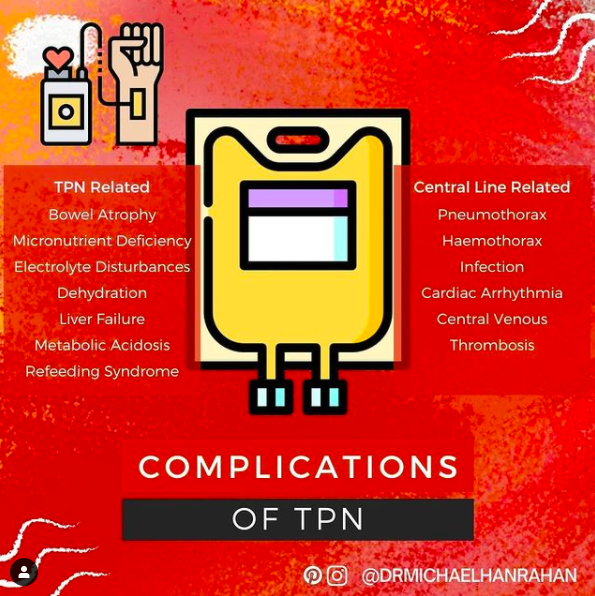 TPN Related
Bowel Atrophy
Micronutrient Deficiency
Electrolyte Disturbances
Dehydration
Liver Failure
Metabolic Acidosis
Refeeding Syndrome
Central Line Related
Pneumothorax
Haemothorax
Infection
Cardiac Arrhythmia
Central Venous
Thrombosis
COMPLICATIONS
OF TPN
@DRMICHAELHANRAHAN